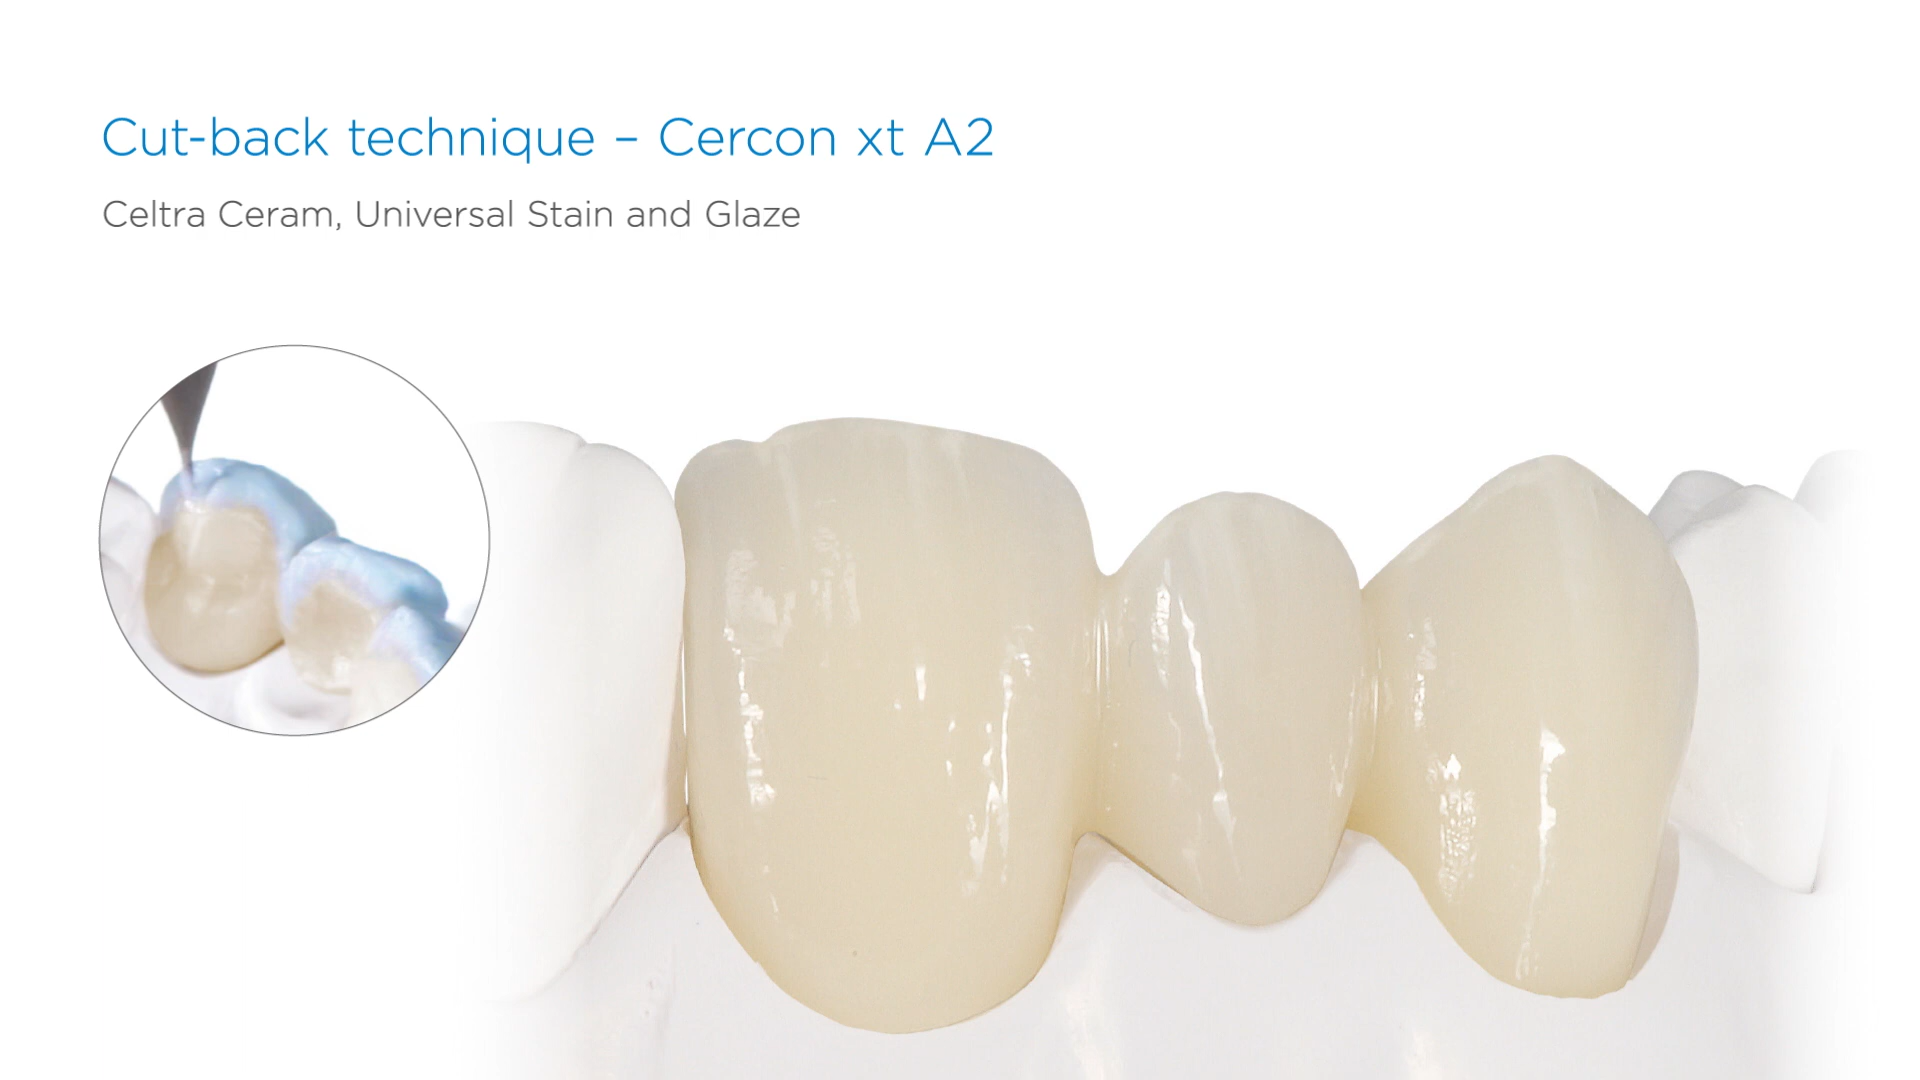 Cut-back technique – Cercon xt A2
Celtra Ceram, Universal Stain and Glaze